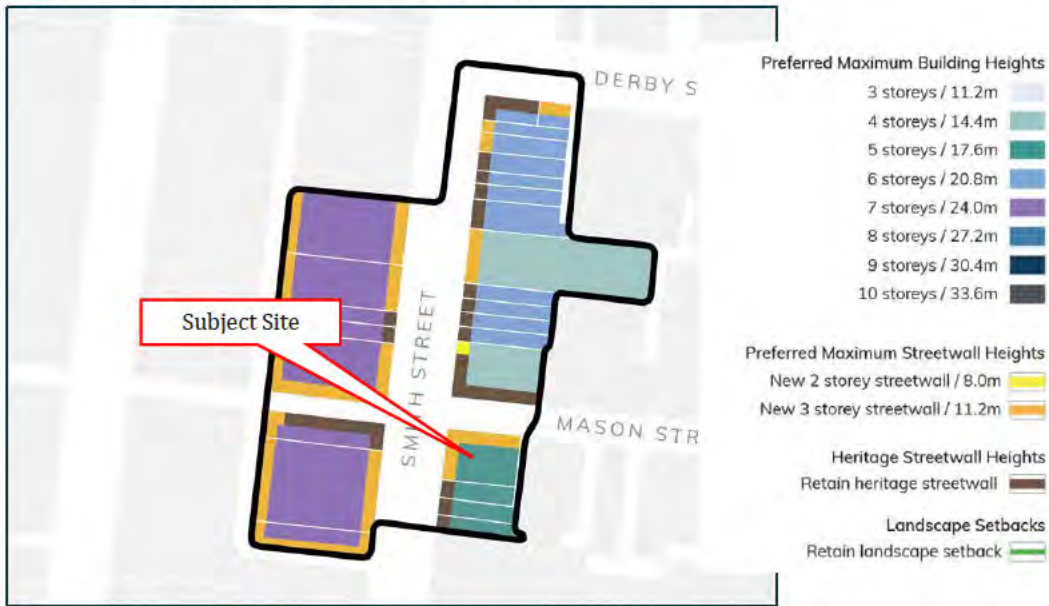 DERBY S
SMITH STREET
Subject Site
MASON STR
Preferred Maximum Building Heights
3 storeys / 11.2m
4 storeys / 14.4m
5 storeys / 17.6m
6 storeys / 20.8m
7 storeys / 24.0m
8 storeys / 27.2m
9 storeys / 30.4m
10 storeys / 33.6m
Preferred Maximum Streetwall Heights
New 2 storey streetwall / 8.0m
New 3 storey streetwall / 11.2m
Heritage Streetwall Heights
Retain heritage streetwall
Landscape Setbacks
Retain landscape setback